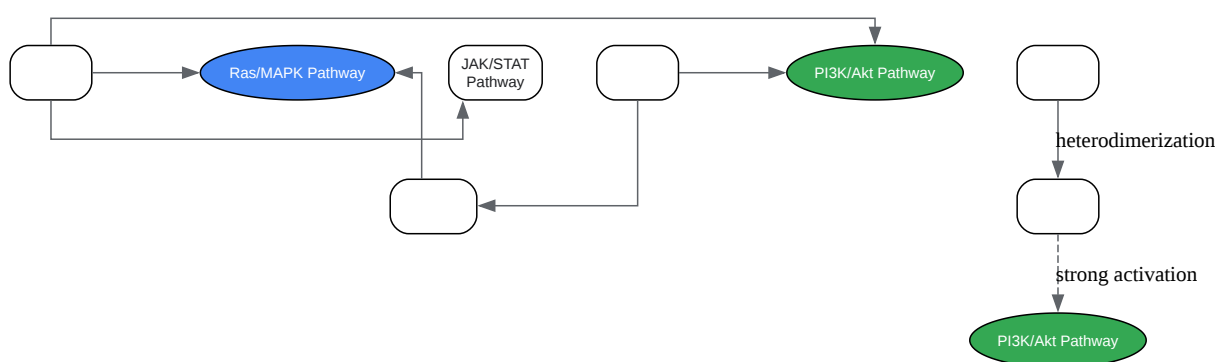 Ras/MAPK Pathway
JAK/STAT
Pathway
PI3K/Akt Pathway
heterodimerization
strong activation
PI3K/Akt Pathway